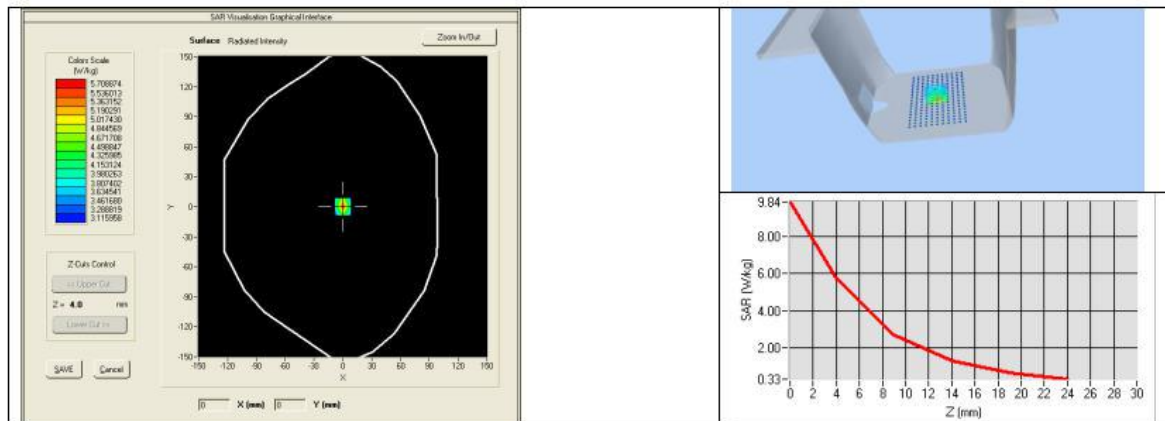 SAR Visualisation Graphical Interface
Surface Radiated Intensity
Zoom In/Out
Colors Scale
(W/kg)
5.708874
5.536013
5.363152
5.190291
5.017430
4.844569
4.671708
4.498847
4.325985
4.153124
3.980263
3.807402
3.634541
3.461680
3.288819
3.115958
Z-Cuts Control
<< Upper Cut
Z = 4.0 mm
Lower Cut >>
SAVE Cancel
150
120
90
60
30
0
-30
-60
-90
-120
-150
Y
-150 -120 -90 -60 -30 0 30 60 90 120 150
X
0 X (mm) 0 Y (mm)
9.84
8.00
6.00
4.00
2.00
0.33
SAR (W/kg)
0 2 4 6 8 10 12 14 16 18 20 22 24 26 28 30
Z (mm)